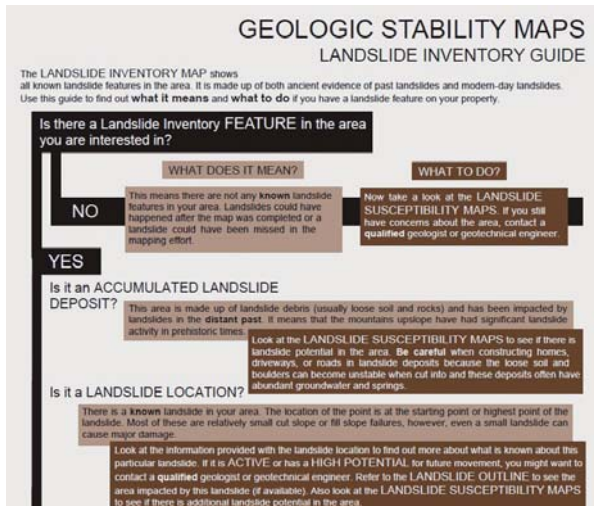 GEOLOGIC STABILITY MAPS
LANDSLIDE INVENTORY GUIDE
The LANDSLIDE INVENTORY MAP shows
all known landslide features in the area. It is made up of both ancient evidence of past landslides and modern-day landslides.
Use this guide to find out what it means and what to do if you have a landslide feature on your property.
Is there a Landslide Inventory FEATURE in the area
you are interested in?
WHAT DOES IT MEAN?
WHAT TO DO?
NO
This means there are not any known landslide
features in your area. Landslides could have
happened after the map was completed or a
landslide could have been missed in the
mapping effort.
Now take a look at the LANDSLIDE
SUSCEPTIBILITY MAPS. If you still
have concerns about the area, contact a
qualified geologist or geotechnical engineer.
YES
Is it an ACCUMULATED LANDSLIDE
DEPOSIT?
This area is made up of landslide debris (usually loose soil and rocks) and has been impacted by
landslides in the distant past. It means that the mountains upslope have had significant landslide
activity in prehistoric times.
Look at the LANDSLIDE SUSCEPTIBILITY MAPS to see if there is
landslide potential in the area. Be careful when constructing homes,
driveways, or roads in landslide deposits because the loose soil and
boulders can become unstable when cut into and these deposits often have
abundant groundwater and springs.
Is it a LANDSLIDE LOCATION?
There is a known landslide in your area. The location of the point is at the starting point or highest point of the
landslide. Most of these are relatively small cut slope or fill slope failures, however, even a small landslide can
cause major damage.
Look at the information provided with the landslide location to find out more about what is known about this
particular landslide. If it is ACTIVE or has a HIGH POTENTIAL for future movement, you might want to
contact a qualified geologist or geotechnical engineer. Refer to the LANDSLIDE OUTLINE to see the
area impacted by this landslide (if available). Also look at the LANDSLIDE SUSCEPTIBILITY MAPS
to see if there is additional landslide potential in the area.